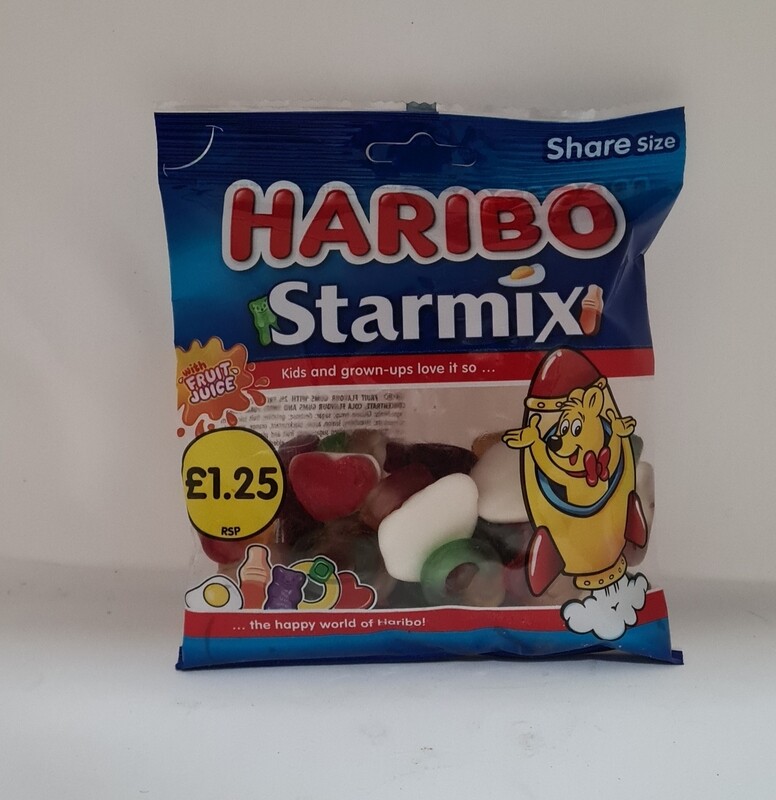 Share Size
HARIBO
Starmix
Kids and grown-ups love it so ...
with
FRUIT
JUICE
£1.25
RSP
... the happy world of Haribo!